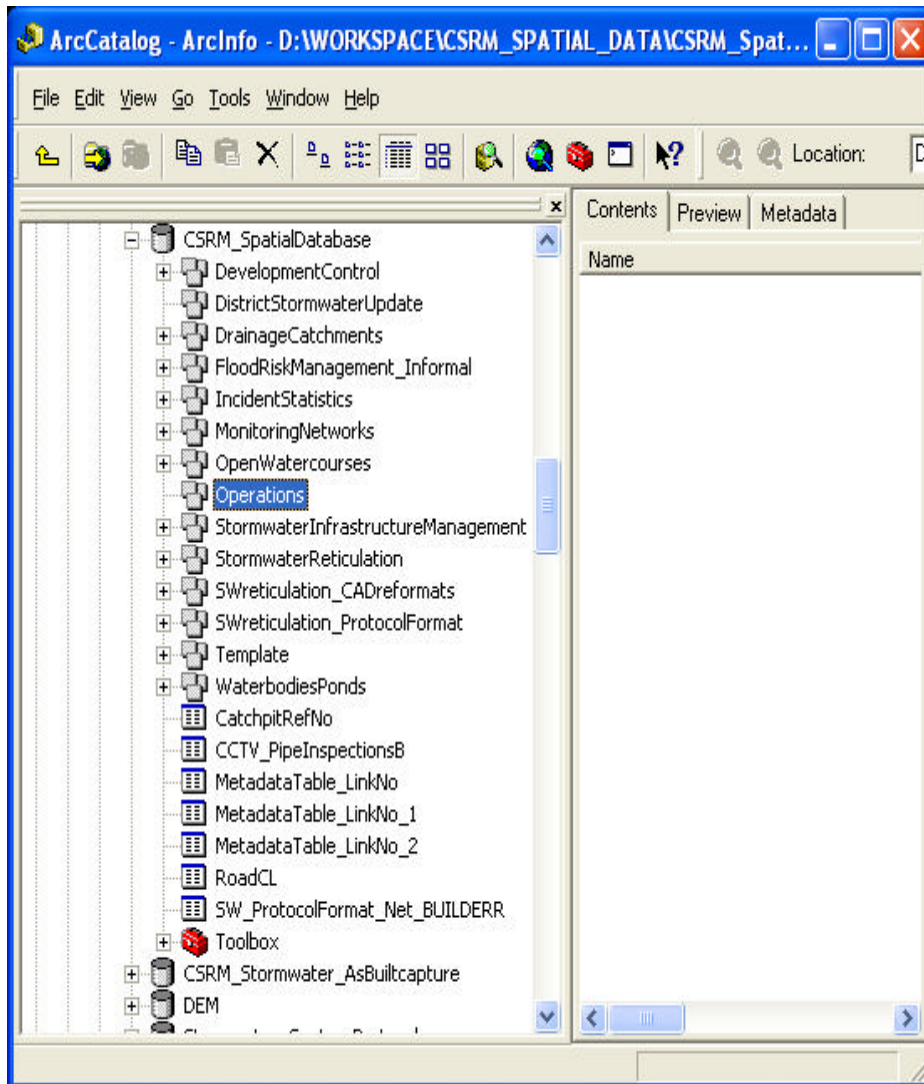 ArcCatalog - ArcInfo - D:\WORKSPACE\CSRM_SPATIAL_DATA\CSRM_Spat...
File Edit View Go Tools Window Help
Location:
Contents Preview Metadata
Name
CSRM_SpatialDatabase
DevelopmentControl
DistrictStormwaterUpdate
DrainageCatchments
FloodRiskManagement_Informal
IncidentStatistics
MonitoringNetworks
OpenWatercourses
Operations
StormwaterInfrastructureManagement
StormwaterReticulation
SWreticulation_CADreformats
SWreticulation_ProtocolFormat
Template
WaterbodiesPonds
CatchpitRefNo
CCTV_PipeInspectionsB
MetadataTable_LinkNo
MetadataTable_LinkNo_1
MetadataTable_LinkNo_2
RoadCL
SW_ProtocolFormat_Net_BUILDERR
Toolbox
CSRM_Stormwater_AsBuiltcapture
DEM